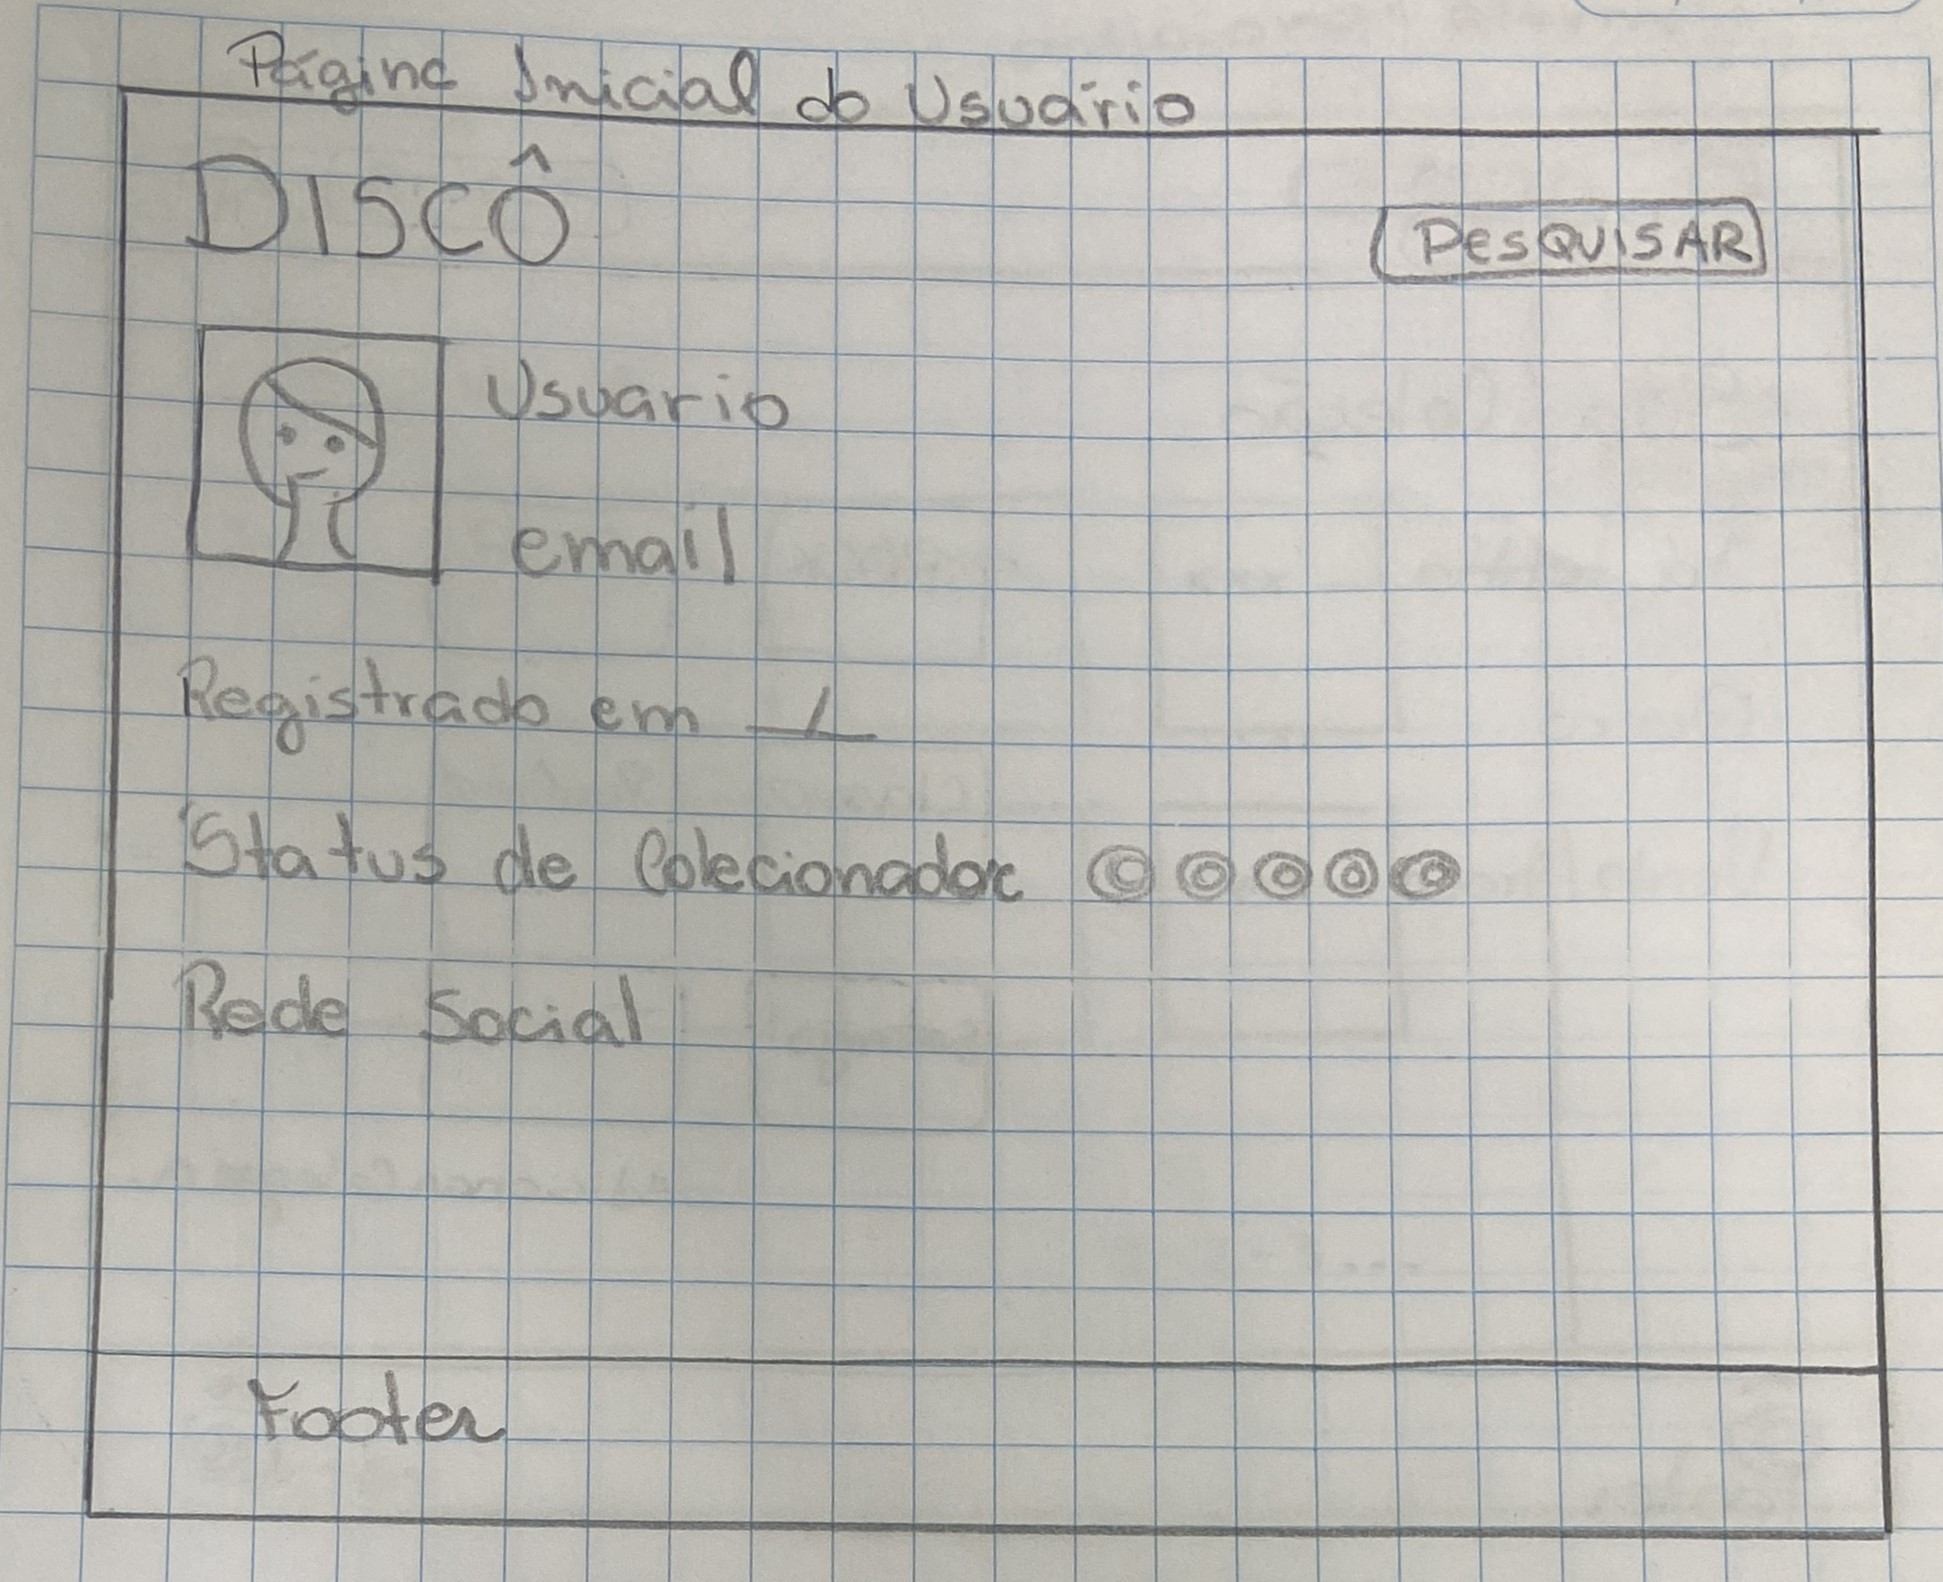 Página Inicial do Usuário
DISCÔ
PesQUISAR
Usuario
email
Registrado em _/_
Status de Colecionador
Rede Social
Footer